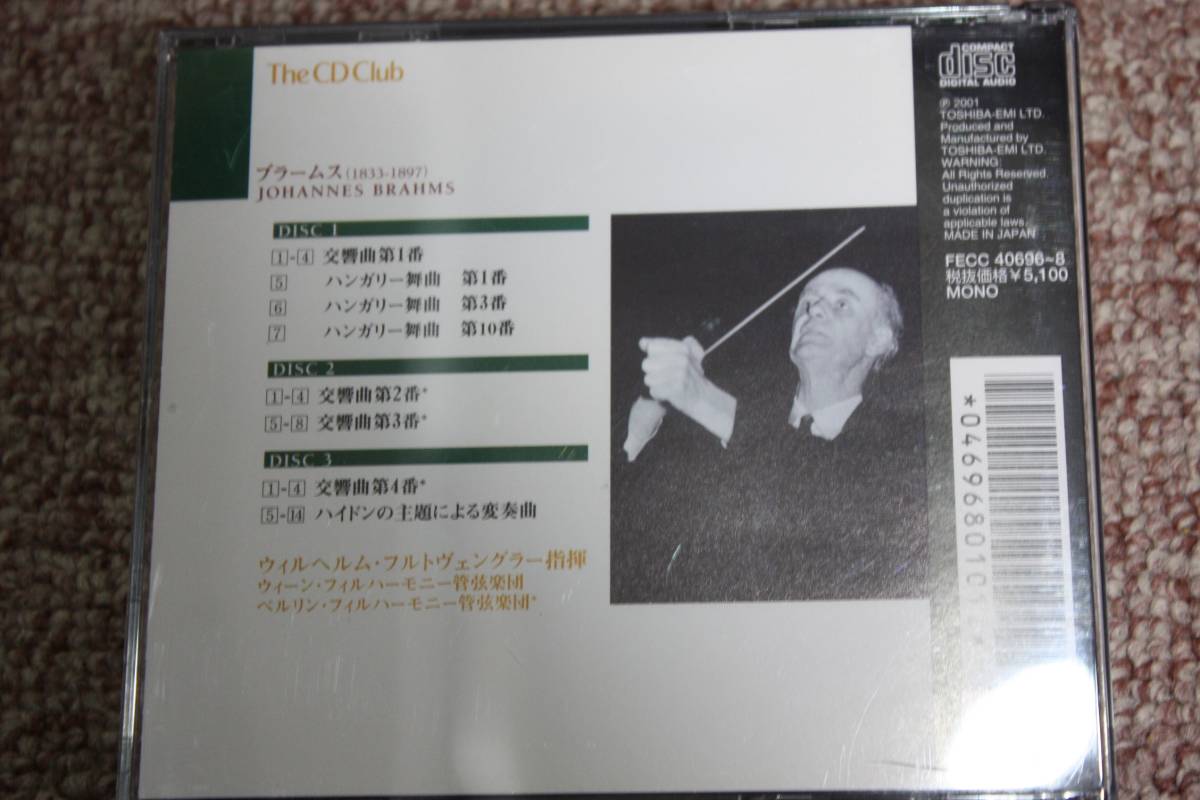 The CD Club
ブラームス(1833-1897)
JOHANNES BRAHMS
DISC 1
1-4 交響曲第1番
5 ハンガリー舞曲 第1番
6 ハンガリー舞曲 第3番
7 ハンガリー舞曲 第10番
DISC 2
1-4 交響曲第2番*
5-8 交響曲第3番*
DISC 3
1-4 交響曲第4番*
5-14 ハイドンの主題による変奏曲
ウィルヘルム・フルトヴェングラー指揮
ウィーン・フィルハーモニー管弦楽団
ベルリン・フィルハーモニー管弦楽団*
COMPACT
disc
DIGITAL AUDIO
℗ 2001
TOSHIBA-EMI LTD.
Produced and
Manufactured by
TOSHIBA-EMI LTD.
WARNING:
All Rights Reserved.
Unauthorized
duplication is
a violation of
applicable laws.
MADE IN JAPAN
FECC 40696~8
税抜価格¥5,100
MONO